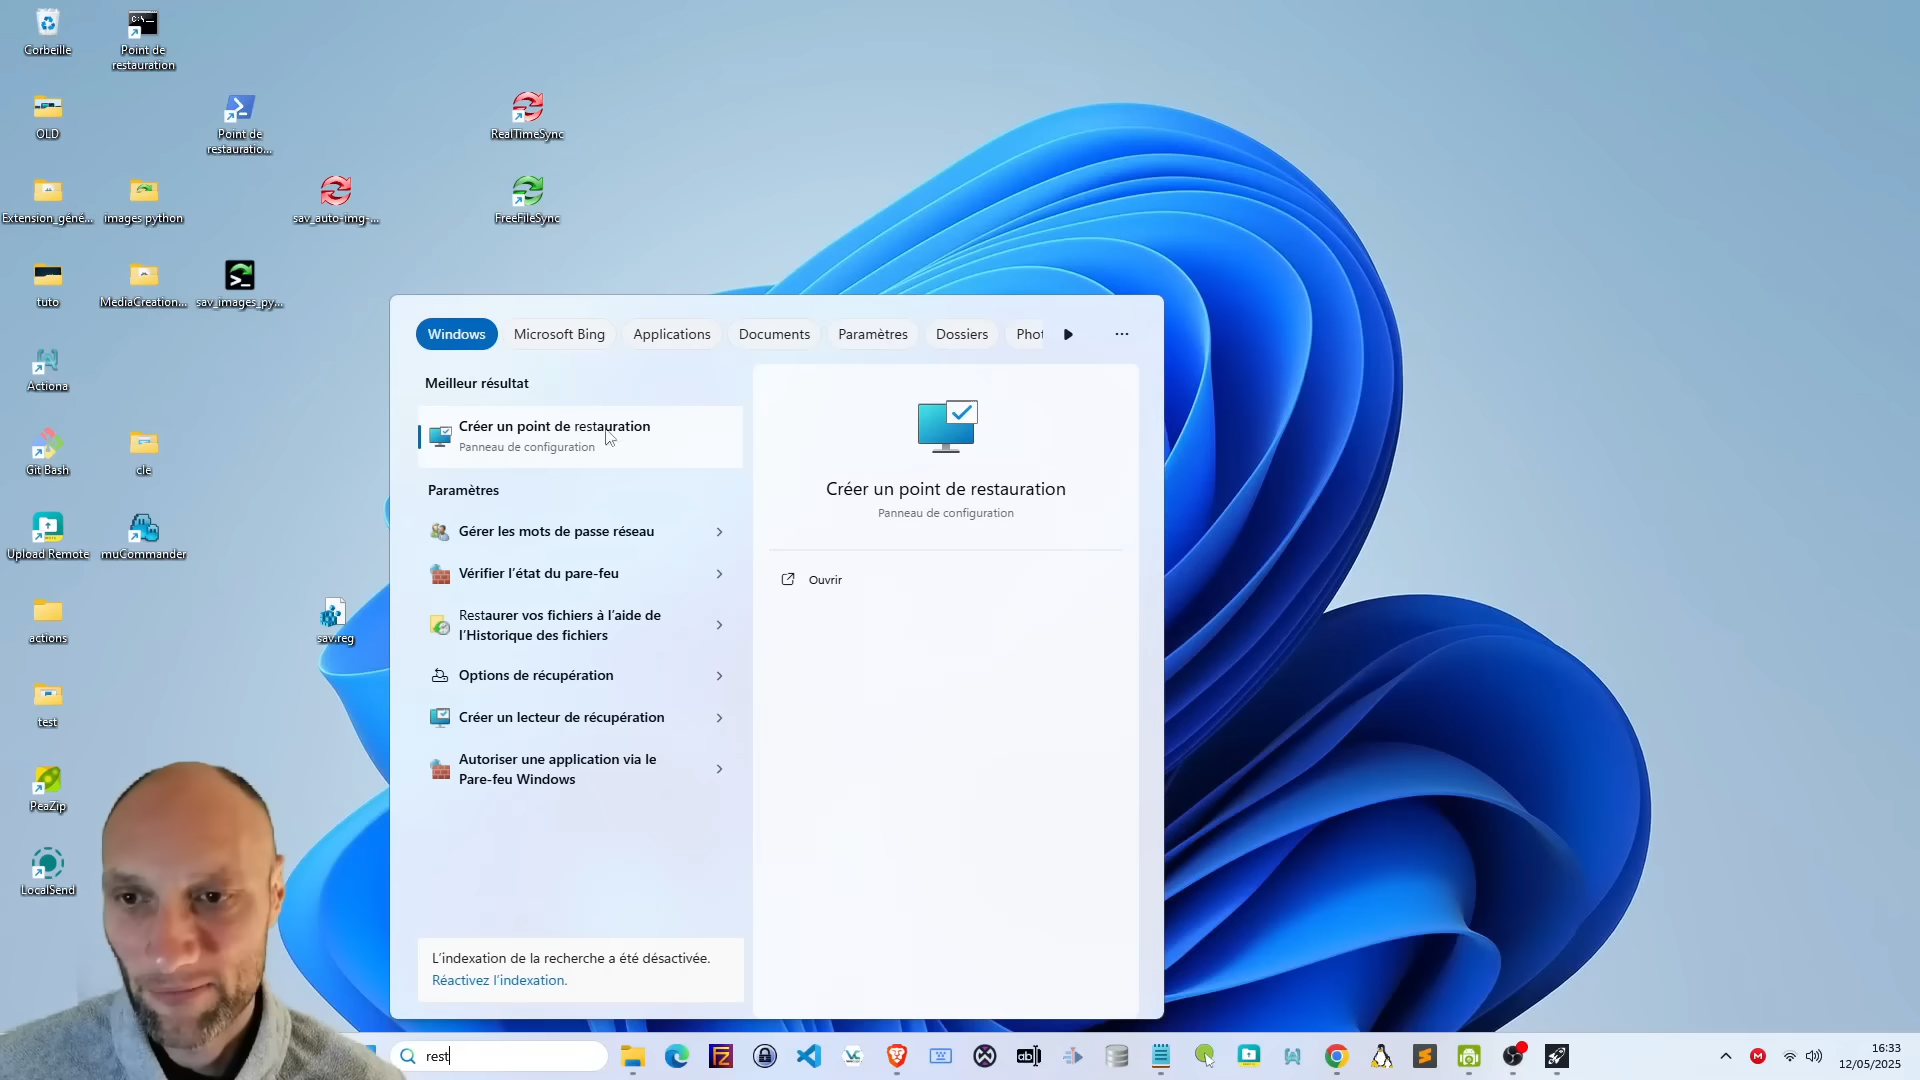 Corbeille
Point de
restauration
OLD
Point de
restauratio...
RealTimeSync
Extension_géné...
images python
sav_auto-img-...
FreeFileSync
tuto
MediaCreation...
sav_images_py...
Actiona
Git Bash
cle
Upload Remote
muCommander
actions
sav.reg
test
PeaZip
LocalSend
Windows
Microsoft Bing
Applications
Documents
Paramètres
Dossiers
Phot
Meilleur résultat
Créer un point de restauration
Panneau de configuration
Paramètres
Gérer les mots de passe réseau
Vérifier l'état du pare-feu
Restaurer vos fichiers à l'aide de
l'Historique des fichiers
Options de récupération
Créer un lecteur de récupération
Autoriser une application via le
Pare-feu Windows
L'indexation de la recherche a été désactivée.
Réactivez l'indexation.
Créer un point de restauration
Panneau de configuration
Ouvrir
rest
16:33
12/05/2025